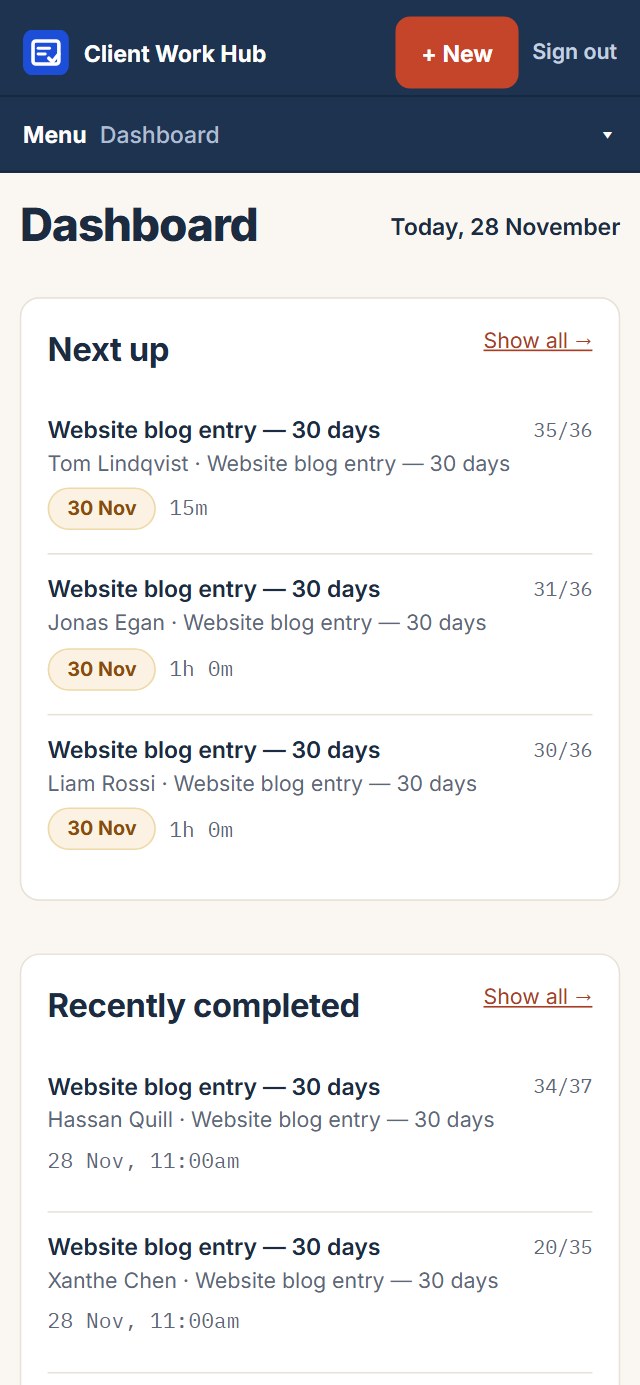 Client Work Hub
+ New
Sign out
Menu Dashboard
Dashboard
Today, 28 November
Next up
Show all →
Website blog entry — 30 days
35/36
Tom Lindqvist · Website blog entry — 30 days
30 Nov 15m
Website blog entry — 30 days
31/36
Jonas Egan · Website blog entry — 30 days
30 Nov 1h 0m
Website blog entry — 30 days
30/36
Liam Rossi · Website blog entry — 30 days
30 Nov 1h 0m
Recently completed
Show all →
Website blog entry — 30 days
34/37
Hassan Quill · Website blog entry — 30 days
28 Nov, 11:00am
Website blog entry — 30 days
20/35
Xanthe Chen · Website blog entry — 30 days
28 Nov, 11:00am